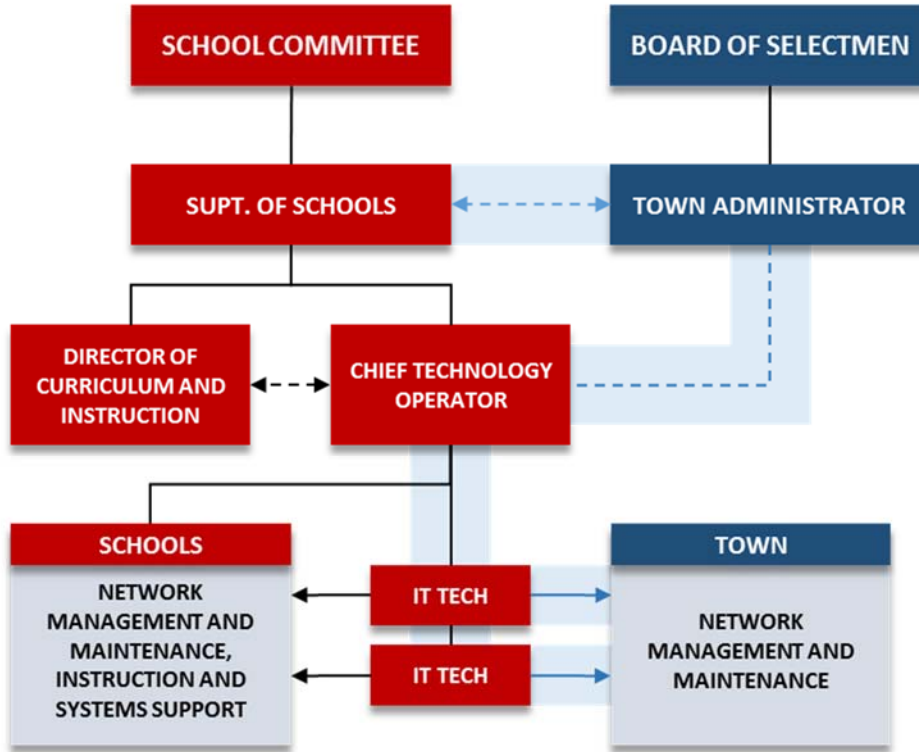 SCHOOL COMMITTEE
BOARD OF SELECTMEN
SUPT. OF SCHOOLS
TOWN ADMINISTRATOR
DIRECTOR OF
CURRICULUM AND
INSTRUCTION
CHIEF TECHNOLOGY
OPERATOR
SCHOOLS
NETWORK
MANAGEMENT AND
MAINTENANCE,
INSTRUCTION AND
SYSTEMS SUPPORT
IT TECH
IT TECH
TOWN
NETWORK
MANAGEMENT AND
MAINTENANCE